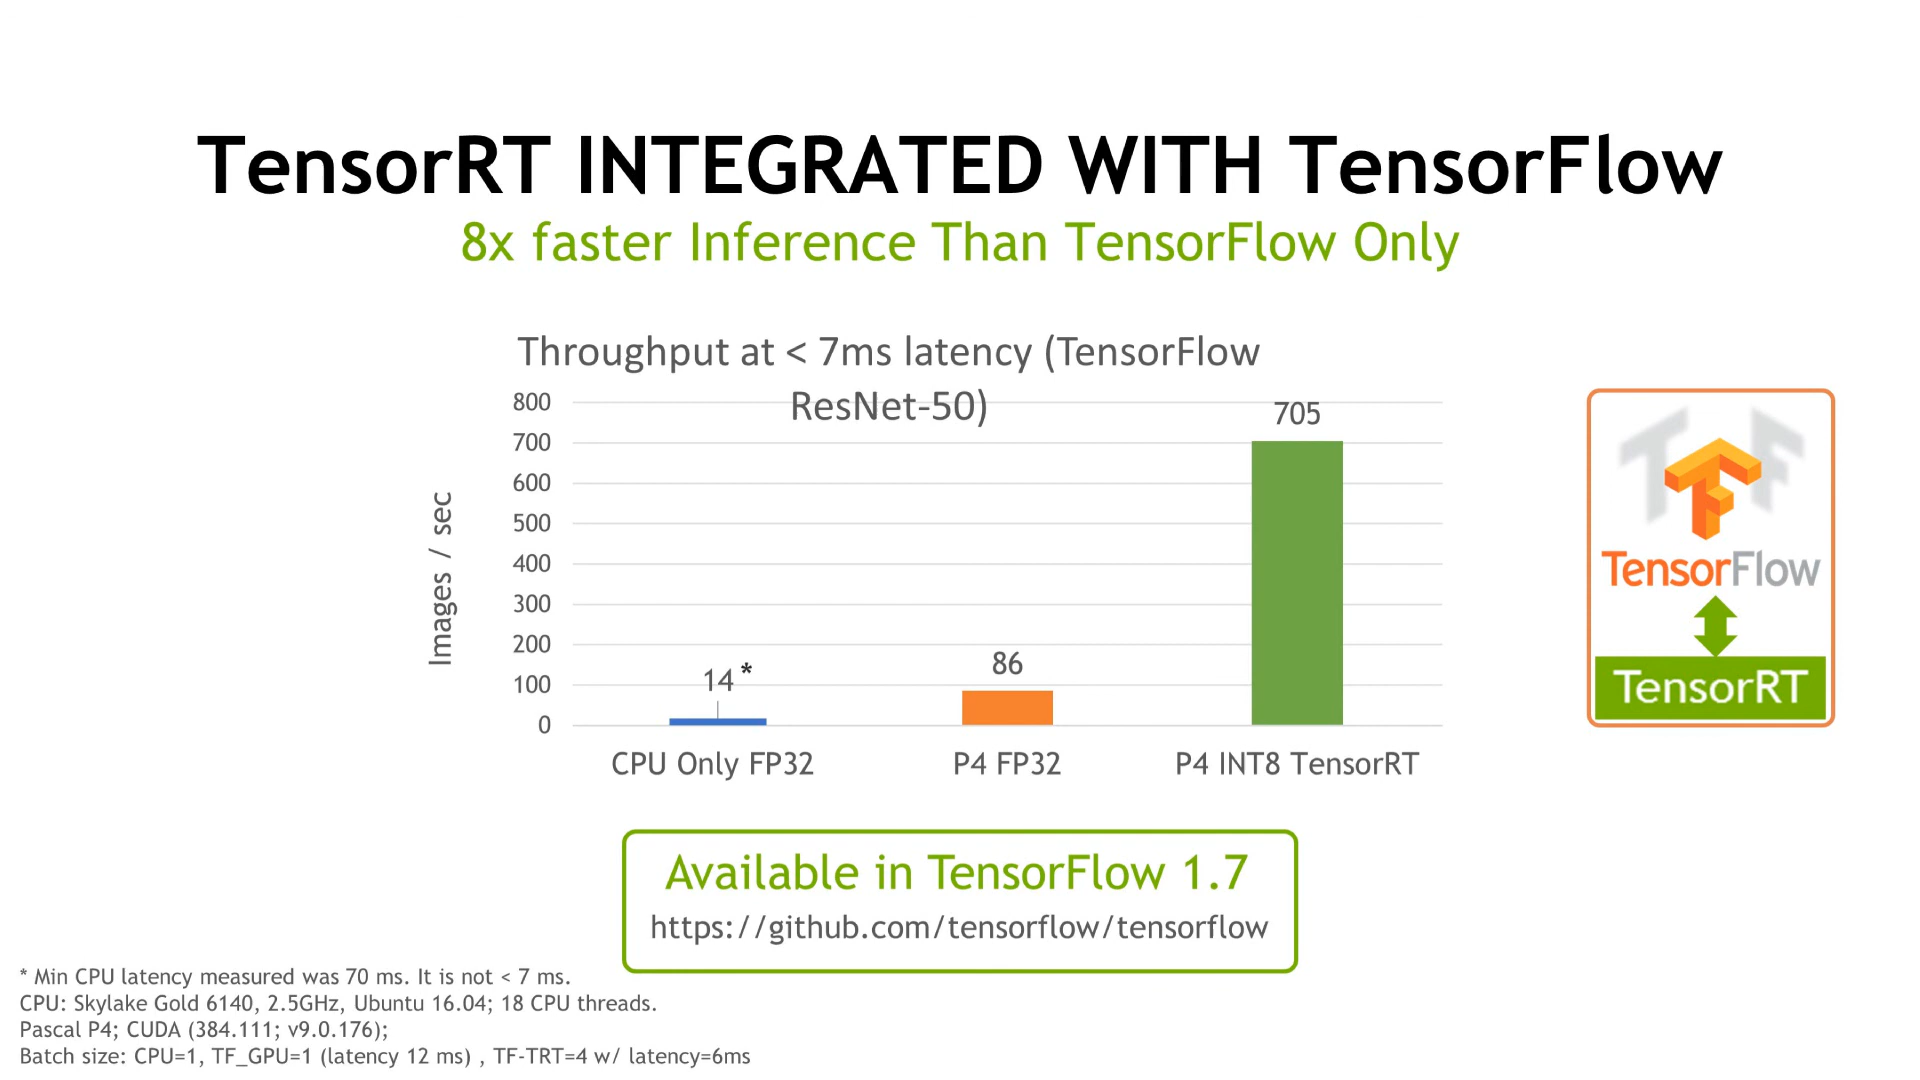 TensorRT INTEGRATED WITH TensorFlow
8x faster Inference Than TensorFlow Only
Throughput at < 7ms latency (TensorFlow
ResNet-50)
Images / sec
800
700
600
500
400
300
200
100
0
14 *
86
705
CPU Only FP32
P4 FP32
P4 INT8 TensorRT
TensorFlow
TensorRT
Available in TensorFlow 1.7
https://github.com/tensorflow/tensorflow
* Min CPU latency measured was 70 ms. It is not < 7 ms.
CPU: Skylake Gold 6140, 2.5GHz, Ubuntu 16.04; 18 CPU threads.
Pascal P4; CUDA (384.111; v9.0.176);
Batch size: CPU=1, TF_GPU=1 (latency 12 ms) , TF-TRT=4 w/ latency=6ms